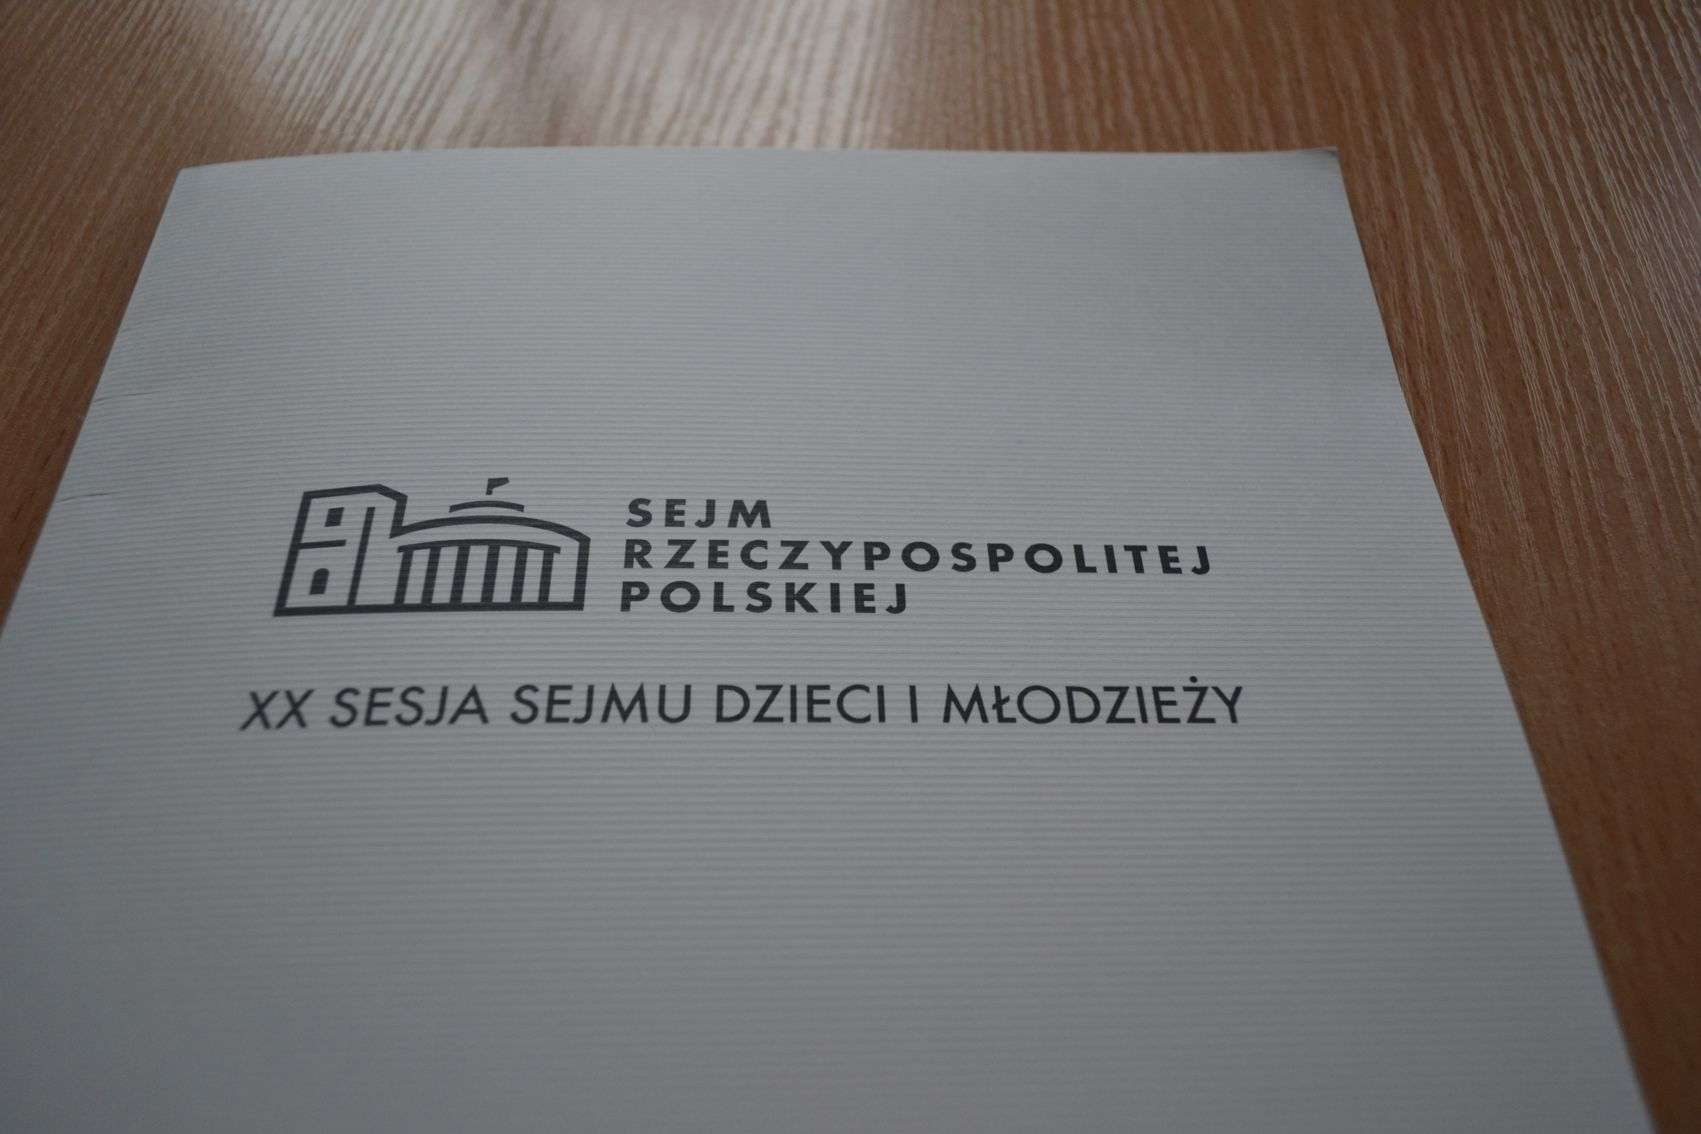 SEJM
RZECZYPOSPOLITEJ
POLSKIEJ
XX SESJA SEJMU DZIECI I MŁODZIEŻY